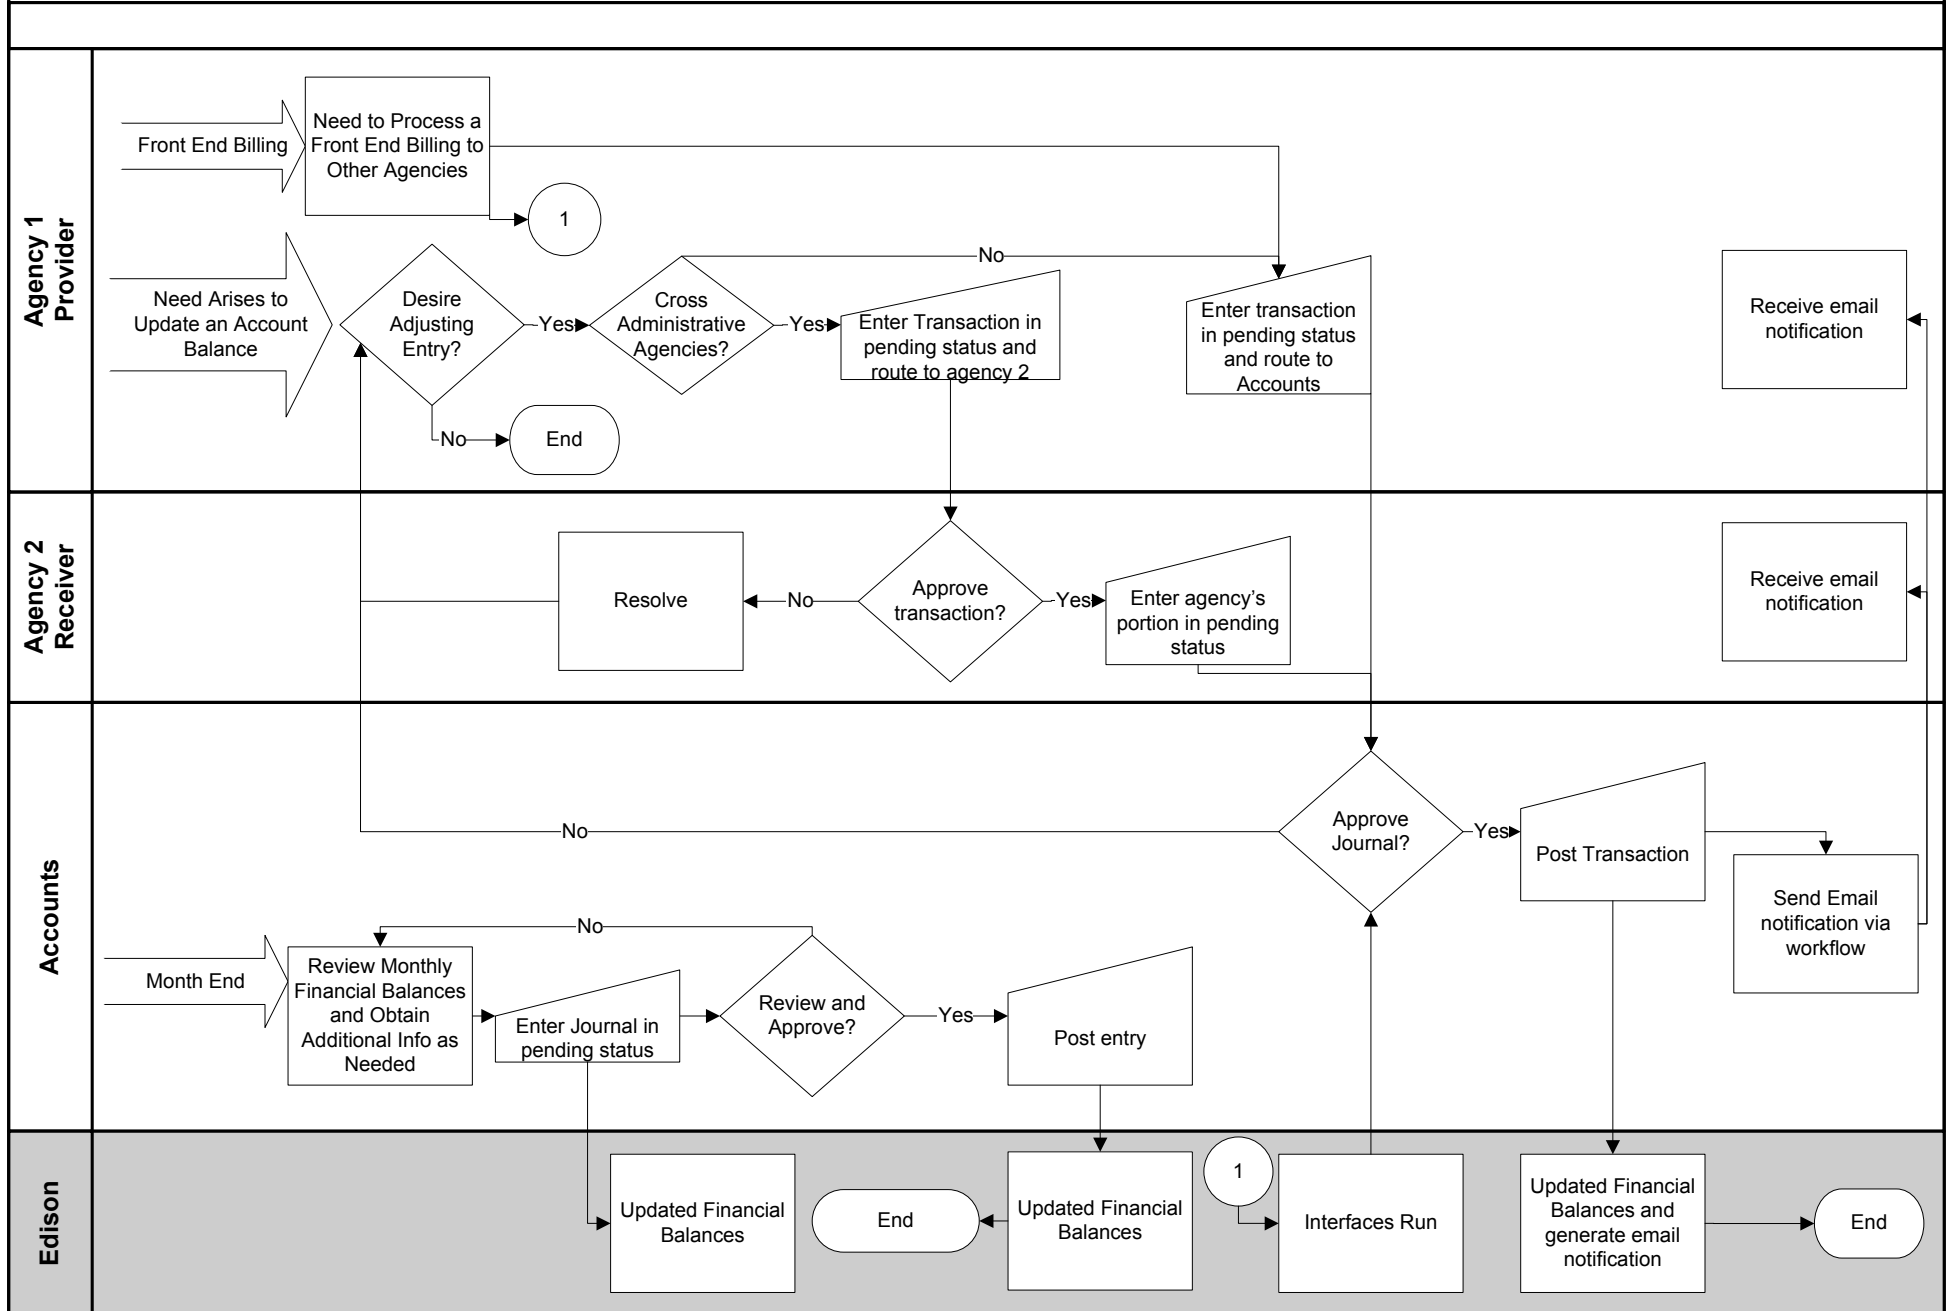 Agency 1
Provider
Front End Billing
Need to Process a
Front End Billing to
Other Agencies
1
Need Arises to
Update an Account
Balance
Desire
Adjusting
Entry?
Yes
No
End
Cross
Administrative
Agencies?
No
Yes
Enter Transaction in
pending status and
route to agency 2
Enter transaction
in pending status
and route to
Accounts
Receive email
notification
Agency 2
Receiver
Resolve
No
Approve
transaction?
Yes
Enter agency's
portion in pending
status
Receive email
notification
Accounts
No
Approve
Journal?
Yes
Post Transaction
Send Email
notification via
workflow
Month End
Review Monthly
Financial Balances
and Obtain
Additional Info as
Needed
No
Enter Journal in
pending status
Review and
Approve?
Yes
Post entry
Edison
Updated Financial
Balances
End
Updated Financial
Balances
1
Interfaces Run
Updated Financial
Balances and
generate email
notification
End